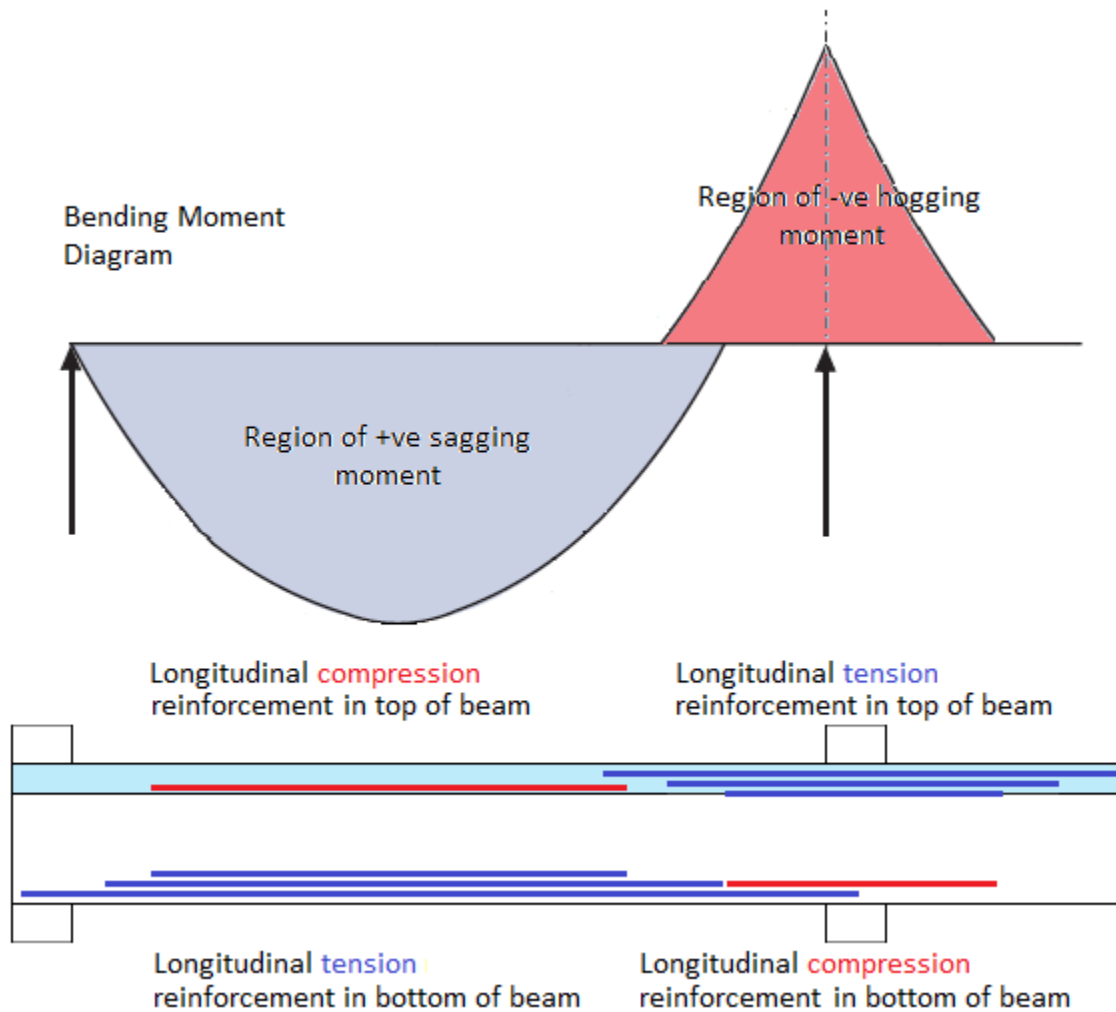 Bending Moment
Diagram
Region of -ve hogging
moment
Region of +ve sagging
moment
Longitudinal compression
reinforcement in top of beam
Longitudinal tension
reinforcement in top of beam
Longitudinal tension
reinforcement in bottom of beam
Longitudinal compression
reinforcement in bottom of beam